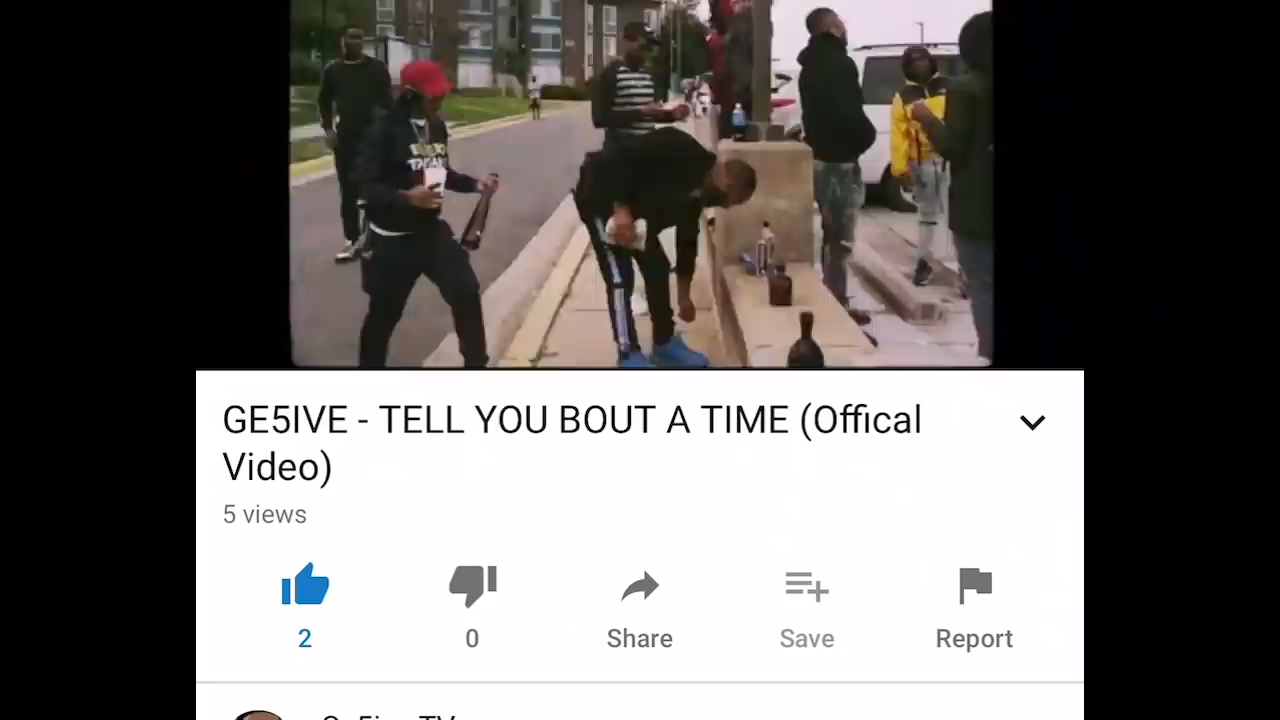 GE5IVE - TELL YOU BOUT A TIME (Offical
Video)
5 views
2
0
Share
Save
Report